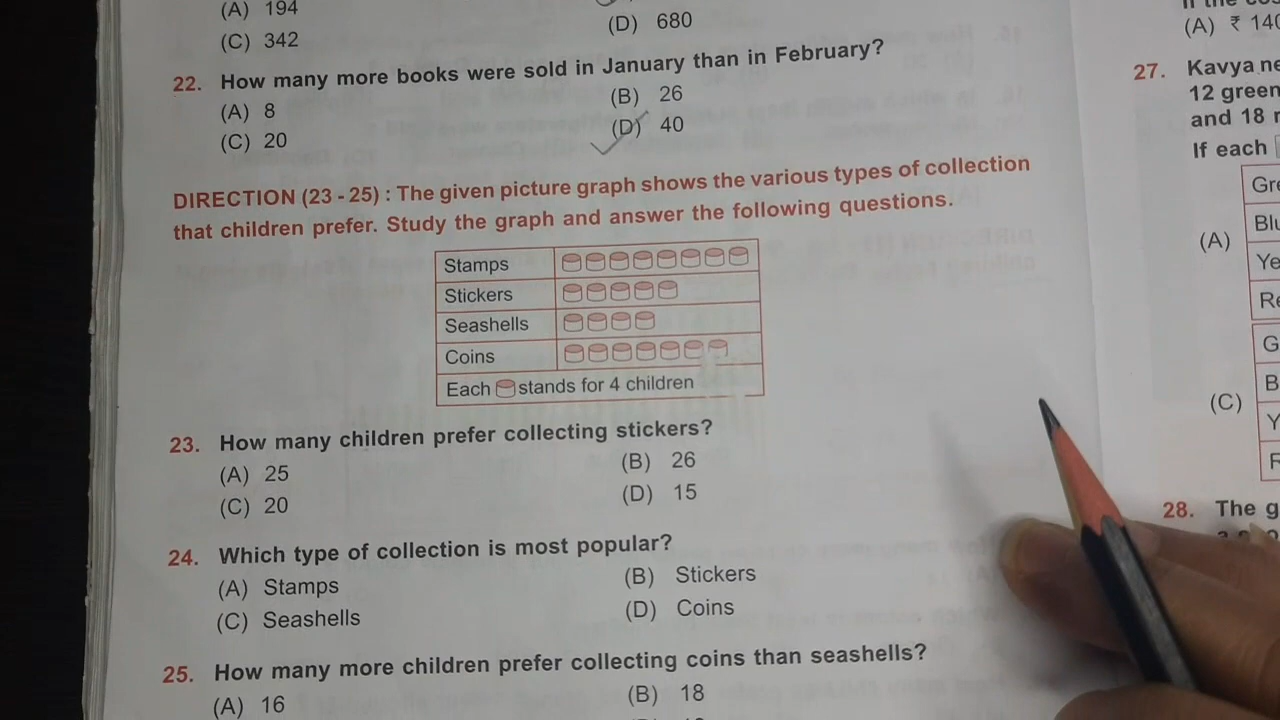 (A) 194
(C) 342
(D) 680
22. How many more books were sold in January than in February?
(A) 8
(B) 26
(C) 20
(D) 40
DIRECTION (23 - 25) : The given picture graph shows the various types of collection
that children prefer. Study the graph and answer the following questions.
Stamps
Stickers
Seashells
Coins
Each stands for 4 children
23. How many children prefer collecting stickers?
(A) 25
(B) 26
(C) 20
(D) 15
24. Which type of collection is most popular?
(A) Stamps
(B) Stickers
(C) Seashells
(D) Coins
25. How many more children prefer collecting coins than seashells?
(A) 16
(B) 18
(A) ₹ 140
27. Kavya ne
12 green
and 18 r
If each
(A)
Gre
Blu
Ye
Re
(C)
G
B
Y
28. The g